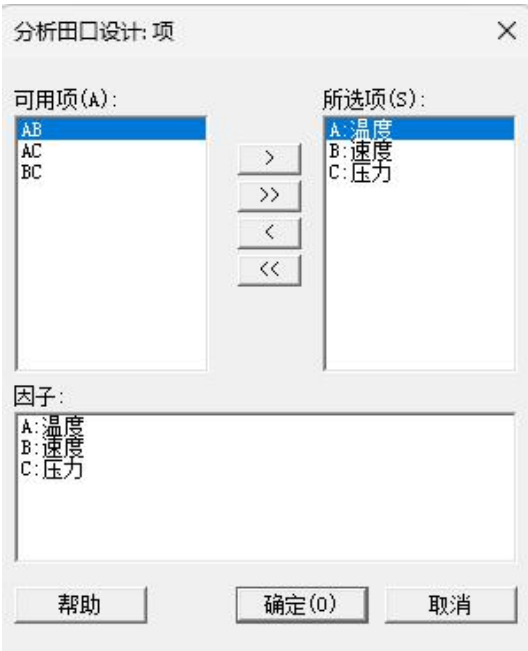 分析田口设计: 项
可用项(A):
AB
AC
BC
>
>>
<
<<
所选项(S):
A:温度
B:速度
C:压力
因子:
A:温度
B:速度
C:压力
帮助
确定(O)
取消